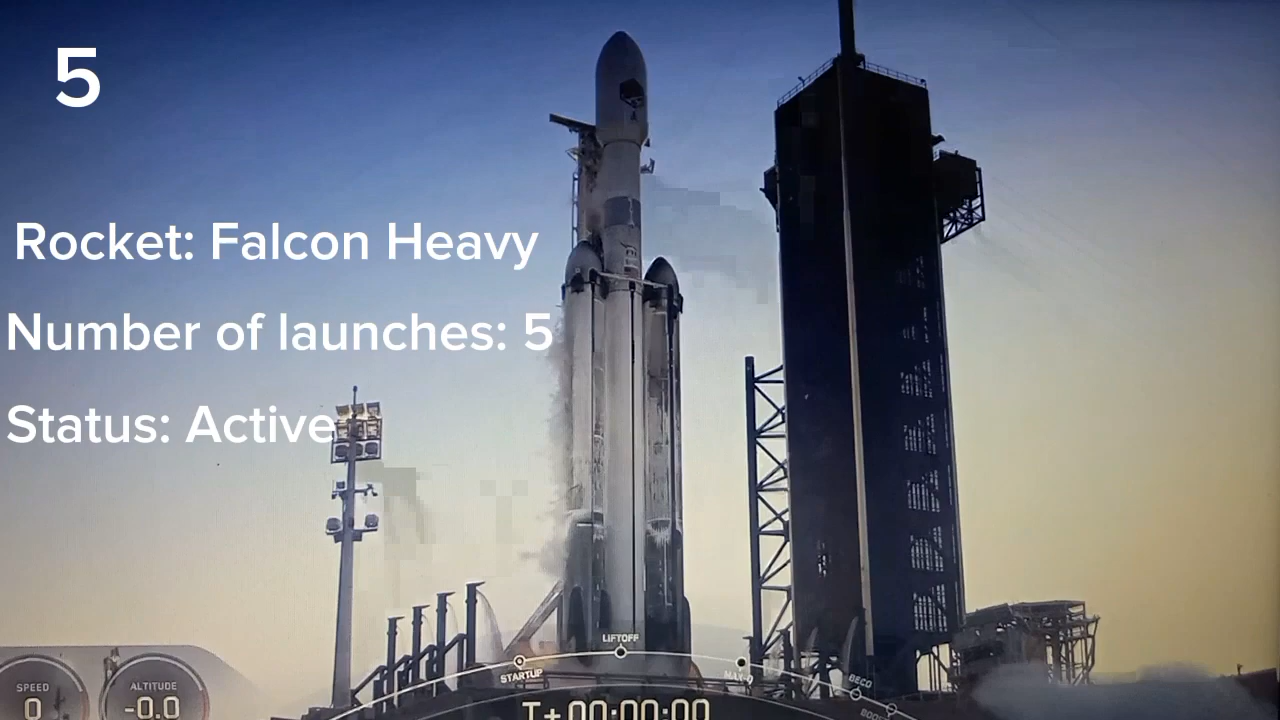 5
Rocket: Falcon Heavy
Number of launches: 5
Status: Active
LIFTOFF
STARTUP
MAX-Q
BECO
SPEED
0
ALTITUDE
-0.0
T+00:00:00